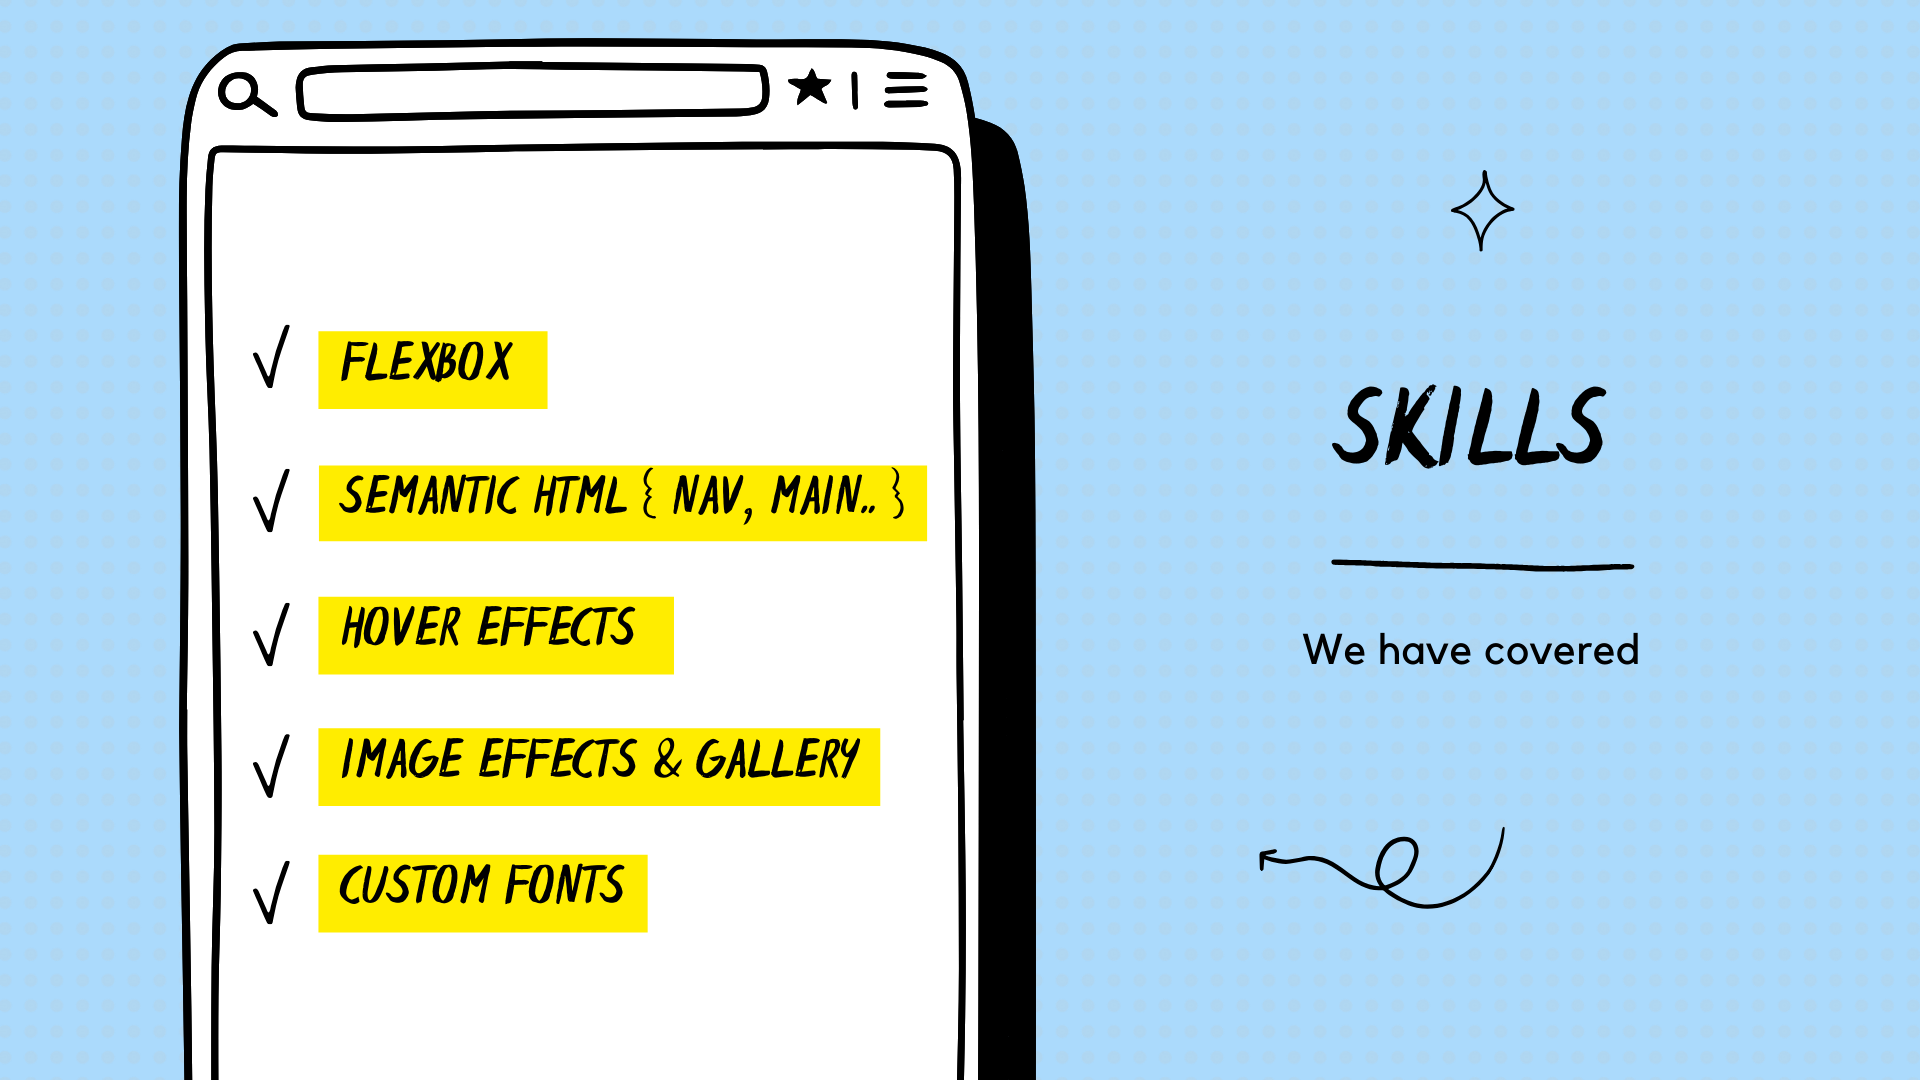 FLEXBOX
SEMANTIC HTML { NAV, MAIN.. }
HOVER EFFECTS
IMAGE EFFECTS & GALLERY
CUSTOM FONTS
SKILLS
We have covered